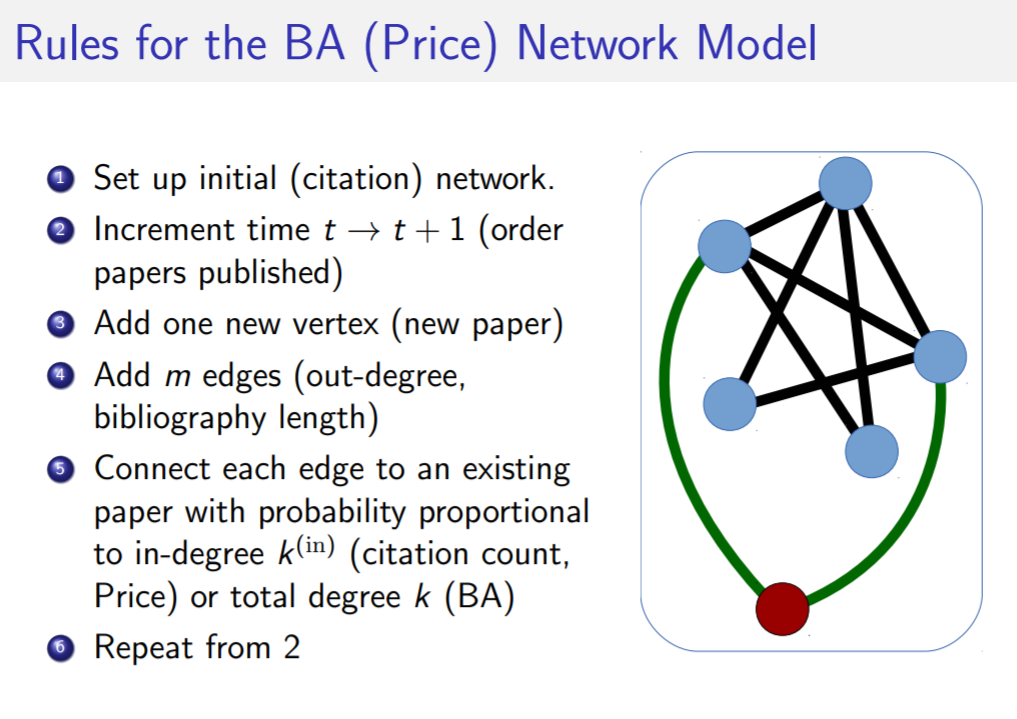 Rules for the BA (Price) Network Model
1 Set up initial (citation) network.
2 Increment time t → t + 1 (order
papers published)
3 Add one new vertex (new paper)
4 Add m edges (out-degree,
bibliography length)
5 Connect each edge to an existing
paper with probability proportional
to in-degree k^(in) (citation count,
Price) or total degree k (BA)
6 Repeat from 2